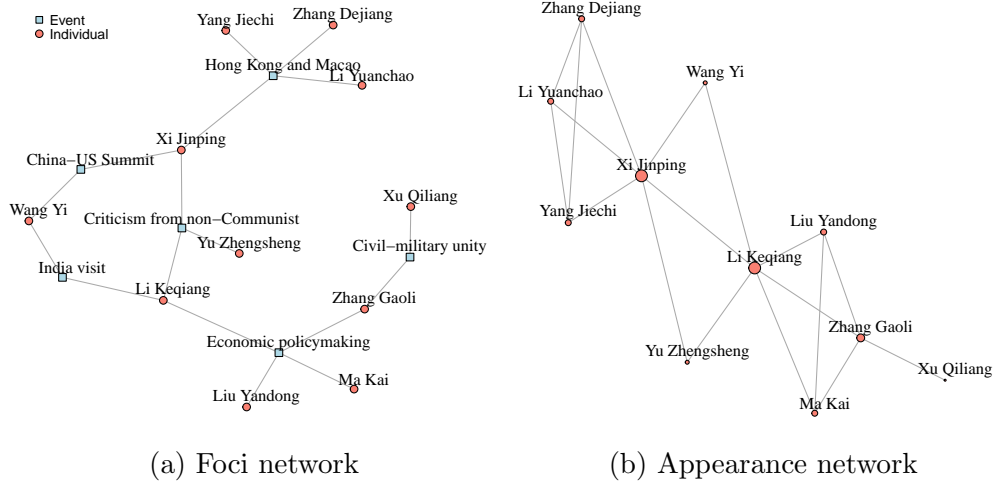 Event
Individual
Yang Jiechi
Zhang Dejiang
Hong Kong and Macao
Li Yuanchao
Xi Jinping
China−US Summit
Wang Yi
Criticism from non−Communist
Yu Zhengsheng
Xu Qiliang
Civil−military unity
India visit
Li Keqiang
Zhang Gaoli
Economic policymaking
Ma Kai
Liu Yandong
(a) Foci network
Zhang Dejiang
Wang Yi
Li Yuanchao
Xi Jinping
Yang Jiechi
Liu Yandong
Li Keqiang
Zhang Gaoli
Yu Zhengsheng
Xu Qiliang
Ma Kai
(b) Appearance network